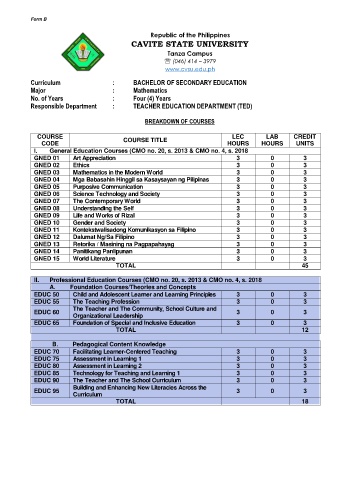 Form B
Republic of the Philippines
CAVITE STATE UNIVERSITY
Tanza Campus
☏ (046) 414 – 3979
www.cvsu.edu.ph
Curriculum : BACHELOR OF SECONDARY EDUCATION
Major : Mathematics
No. of Years : Four (4) Years
Responsible Department : TEACHER EDUCATION DEPARTMENT (TED)
BREAKDOWN OF COURSES
COURSE CODE COURSE TITLE LEC HOURS LAB HOURS CREDIT UNITS
I. General Education Courses (CMO no. 20, s. 2013 & CMO no. 4, s. 2018
GNED 01 Art Appreciation 3 0 3
GNED 02 Ethics 3 0 3
GNED 03 Mathematics in the Modern World 3 0 3
GNED 04 Mga Babasahin Hinggil sa Kasaysayan ng Pilipinas 3 0 3
GNED 05 Purposive Communication 3 0 3
GNED 06 Science Technology and Society 3 0 3
GNED 07 The Contemporary World 3 0 3
GNED 08 Understanding the Self 3 0 3
GNED 09 Life and Works of Rizal 3 0 3
GNED 10 Gender and Society 3 0 3
GNED 11 Kontekstwalisadong Komunikasyon sa Filipino 3 0 3
GNED 12 Dalumat Ng/Sa Filipino 3 0 3
GNED 13 Retorika / Masining na Pagpapahayag 3 0 3
GNED 14 Panitikang Panlipunan 3 0 3
GNED 15 World Literature 3 0 3
TOTAL 45
II. Professional Education Courses (CMO no. 20, s. 2013 & CMO no. 4, s. 2018
A. Foundation Courses/Theories and Concepts
EDUC 50 Child and Adolescent Learner and Learning Principles 3 0 3
EDUC 55 The Teaching Profession 3 0 3
EDUC 60 The Teacher and The Community, School Culture and Organizational Leadership 3 0 3
EDUC 65 Foundation of Special and Inclusive Education 3 0 3
TOTAL 12
B. Pedagogical Content Knowledge
EDUC 70 Facilitating Learner-Centered Teaching 3 0 3
EDUC 75 Assessment in Learning 1 3 0 3
EDUC 80 Assessment in Learning 2 3 0 3
EDUC 85 Technology for Teaching and Learning 1 3 0 3
EDUC 90 The Teacher and The School Curriculum 3 0 3
EDUC 95 Building and Enhancing New Literacies Across the Curriculum 3 0 3
TOTAL 18